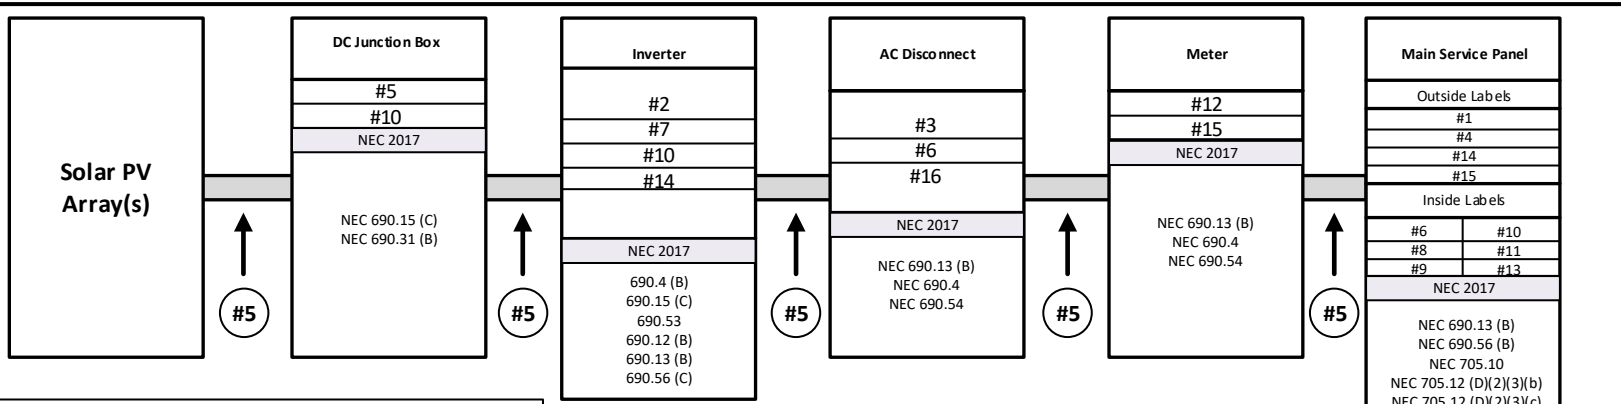 Solar PV
Array(s)
DC Junction Box
#5
#10
NEC 2017
NEC 690.15 (C)
NEC 690.31 (B)
Inverter
#2
#7
#10
#14
NEC 2017
690.4 (B)
690.15 (C)
690.53
690.12 (B)
690.13 (B)
690.56 (C)
AC Disconnect
#3
#6
#16
NEC 2017
NEC 690.13 (B)
NEC 690.4
NEC 690.54
Meter
#12
#15
NEC 2017
NEC 690.13 (B)
NEC 690.4
NEC 690.54
Main Service Panel
Outside Labels
#1
#4
#14
#15
Inside Labels
#6 #10
#8 #11
#9 #13
NEC 2017
NEC 690.13 (B)
NEC 690.56 (B)
NEC 705.10
NEC 705.12 (D)(2)(3)(b)
NEC 705.12 (D)(2)(3)(c)
#5
#5
#5
#5
#5